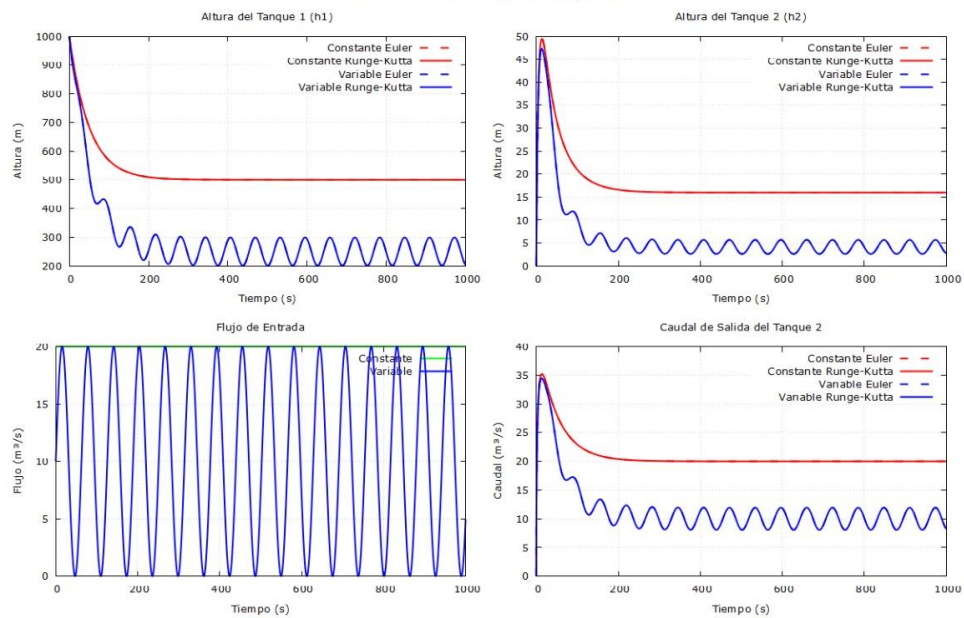 Altura del Tanque 1 (h1)
Altura (m)
1000
900
800
700
600
500
400
300
200
0
200
400
600
800
1000
Tiempo (s)
Constante Euler
Constante Runge-Kutta
Variable Euler
Variable Runge-Kutta
Altura del Tanque 2 (h2)
Altura (m)
50
45
40
35
30
25
20
15
10
5
0
0
200
400
600
800
1000
Tiempo (s)
Constante Euler
Constante Runge-Kutta
Variable Euler
Variable Runge-Kutta
Flujo de Entrada
Flujo (m³/s)
20
15
10
5
0
0
200
400
600
800
1000
Tiempo (s)
Constante
Variable
Caudal de Salida del Tanque 2
Caudal (m³/s)
40
35
30
25
20
15
10
5
0
0
200
400
600
800
1000
Tiempo (s)
Constante Euler
Constante Runge-Kutta
Variable Euler
Variable Runge-Kutta